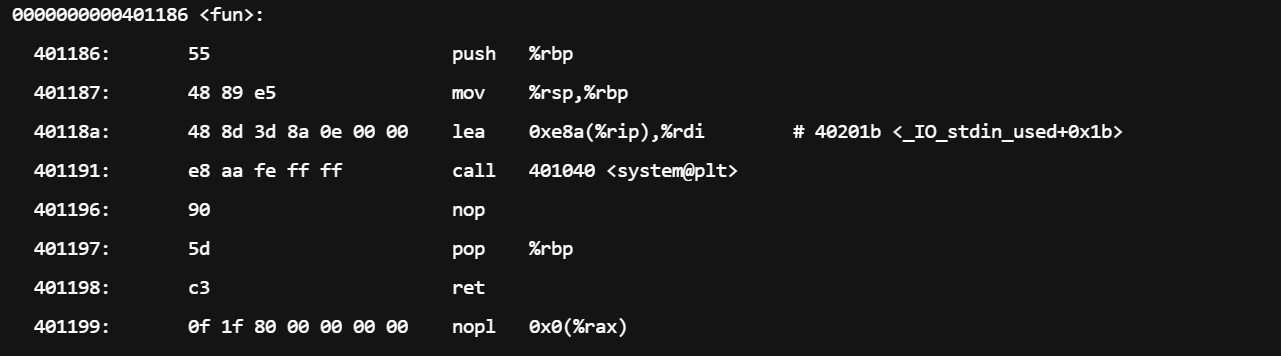 0000000000401186 <fun>:
401186: 55 push %rbp
401187: 48 89 e5 mov %rsp,%rbp
40118a: 48 8d 3d 8a 0e 00 00 lea 0xe8a(%rip),%rdi # 40201b <_IO_stdin_used+0x1b>
401191: e8 aa fe ff ff call 401040 <system@plt>
401196: 90 nop
401197: 5d pop %rbp
401198: c3 ret
401199: 0f 1f 80 00 00 00 00 nopl 0x0(%rax)